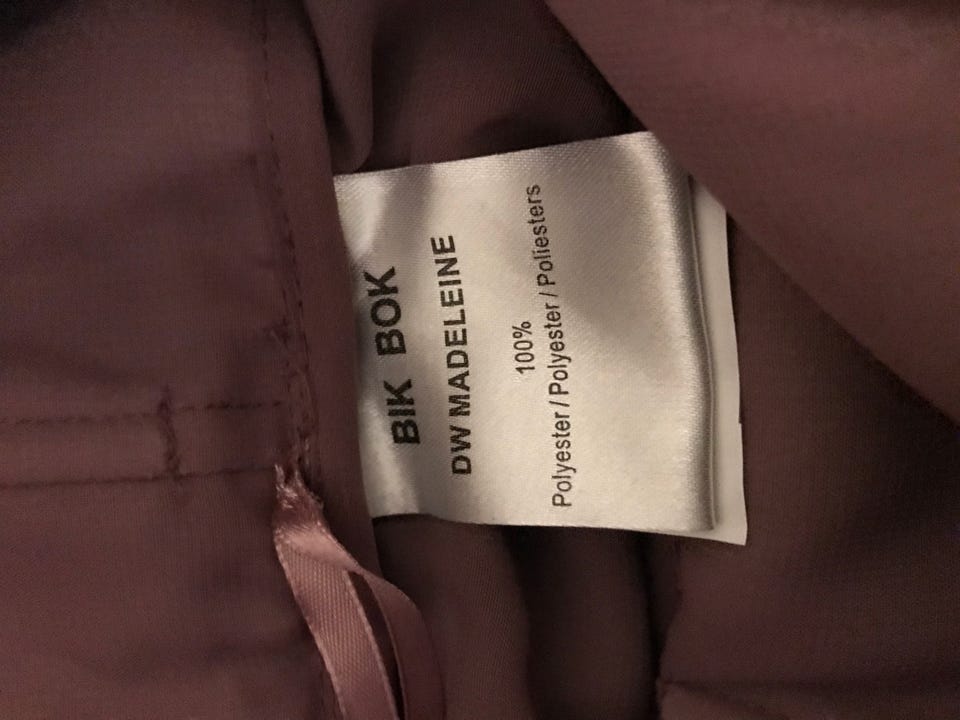 BIK BOK
DW MADELEINE
100%
Polyester / Polyester / Poliesters